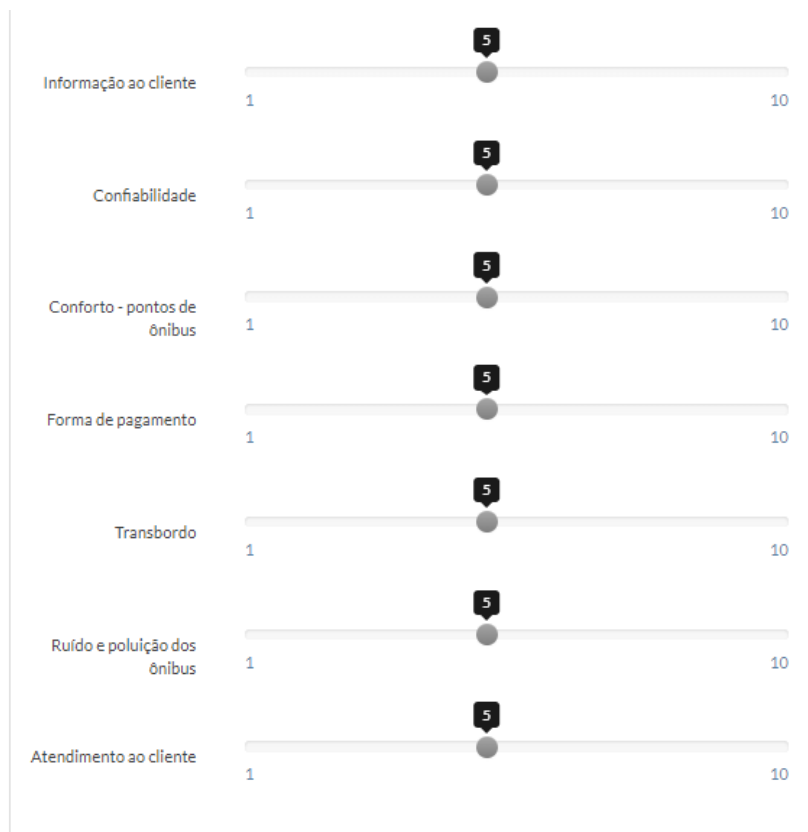 5
Informação ao cliente
1 10
5
Confiabilidade
1 10
5
Conforto - pontos de
ônibus
1 10
5
Forma de pagamento
1 10
5
Transbordo
1 10
5
Ruído e poluição dos
ônibus
1 10
5
Atendimento ao cliente
1 10